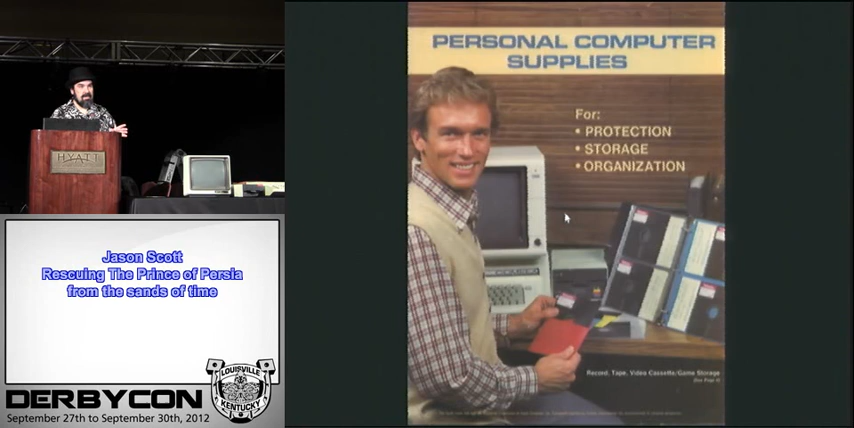 HYATT
Jason Scott
Rescuing The Prince of Persia
from the sands of time
LOUISVILLE
KENTUCKY
DERBYCON
September 27th to September 30th, 2012
PERSONAL COMPUTER
SUPPLIES
For:
• PROTECTION
• STORAGE
• ORGANIZATION
Record, Tape, Video Cassette/Game Storage